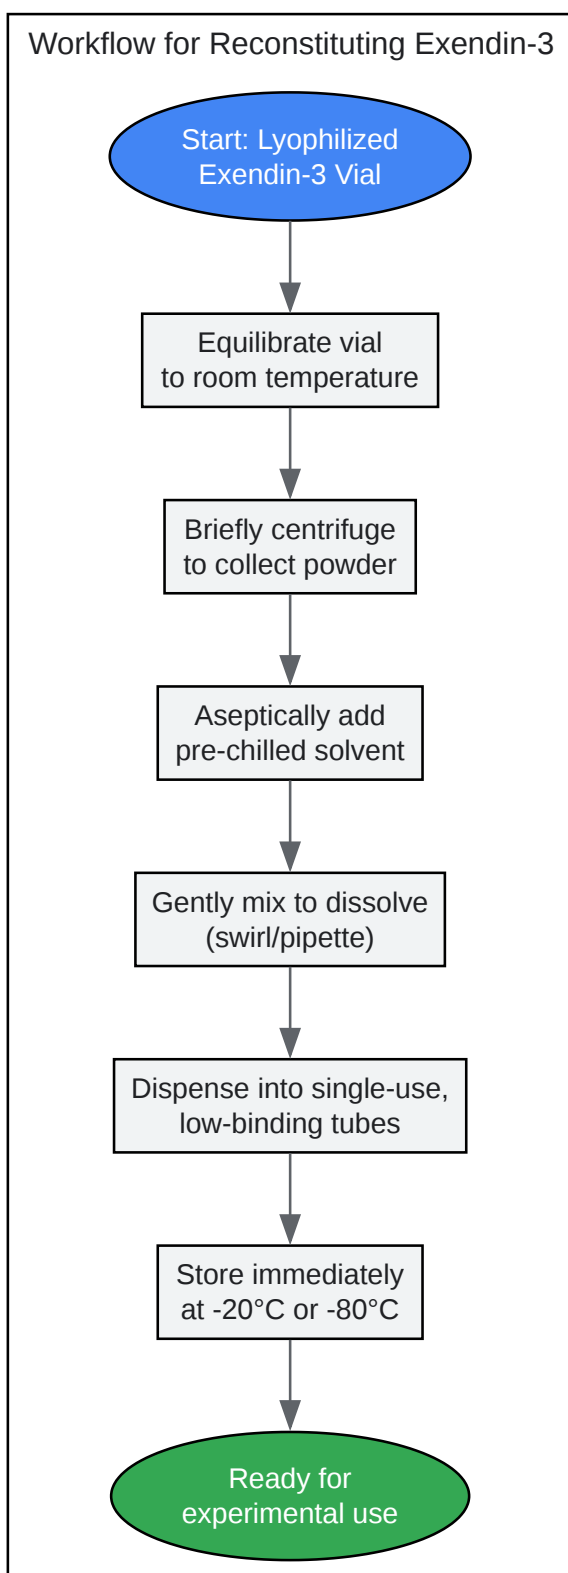 Workflow for Reconstituting Exendin-3
Start: Lyophilized
Exendin-3 Vial
Equilibrate vial
to room temperature
Briefly centrifuge
to collect powder
Aseptically add
pre-chilled solvent
Gently mix to dissolve
(swirl/pipette)
Dispense into single-use,
low-binding tubes
Store immediately
at -20°C or -80°C
Ready for
experimental use